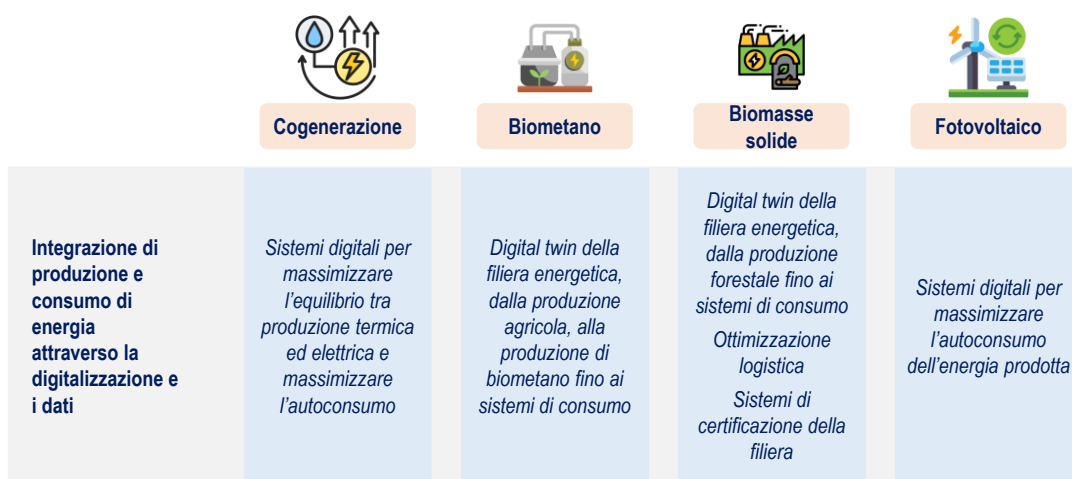 Cogenerazione
Biometano
Biomasse
solide
Fotovoltaico
Integrazione di
produzione e
consumo di
energia
attraverso la
digitalizzazione e
i dati
Sistemi digitali per
massimizzare
l'equilibrio tra
produzione termica
ed elettrica e
massimizzare
l'autoconsumo
Digital twin della
filiera energetica,
dalla produzione
agricola, alla
produzione di
biometano fino ai
sistemi di consumo
Digital twin della
filiera energetica,
dalla produzione
forestale fino ai
sistemi di consumo
Ottimizzazione
logistica
Sistemi di
certificazione della
filiera
Sistemi digitali per
massimizzare
l'autoconsumo
dell'energia prodotta